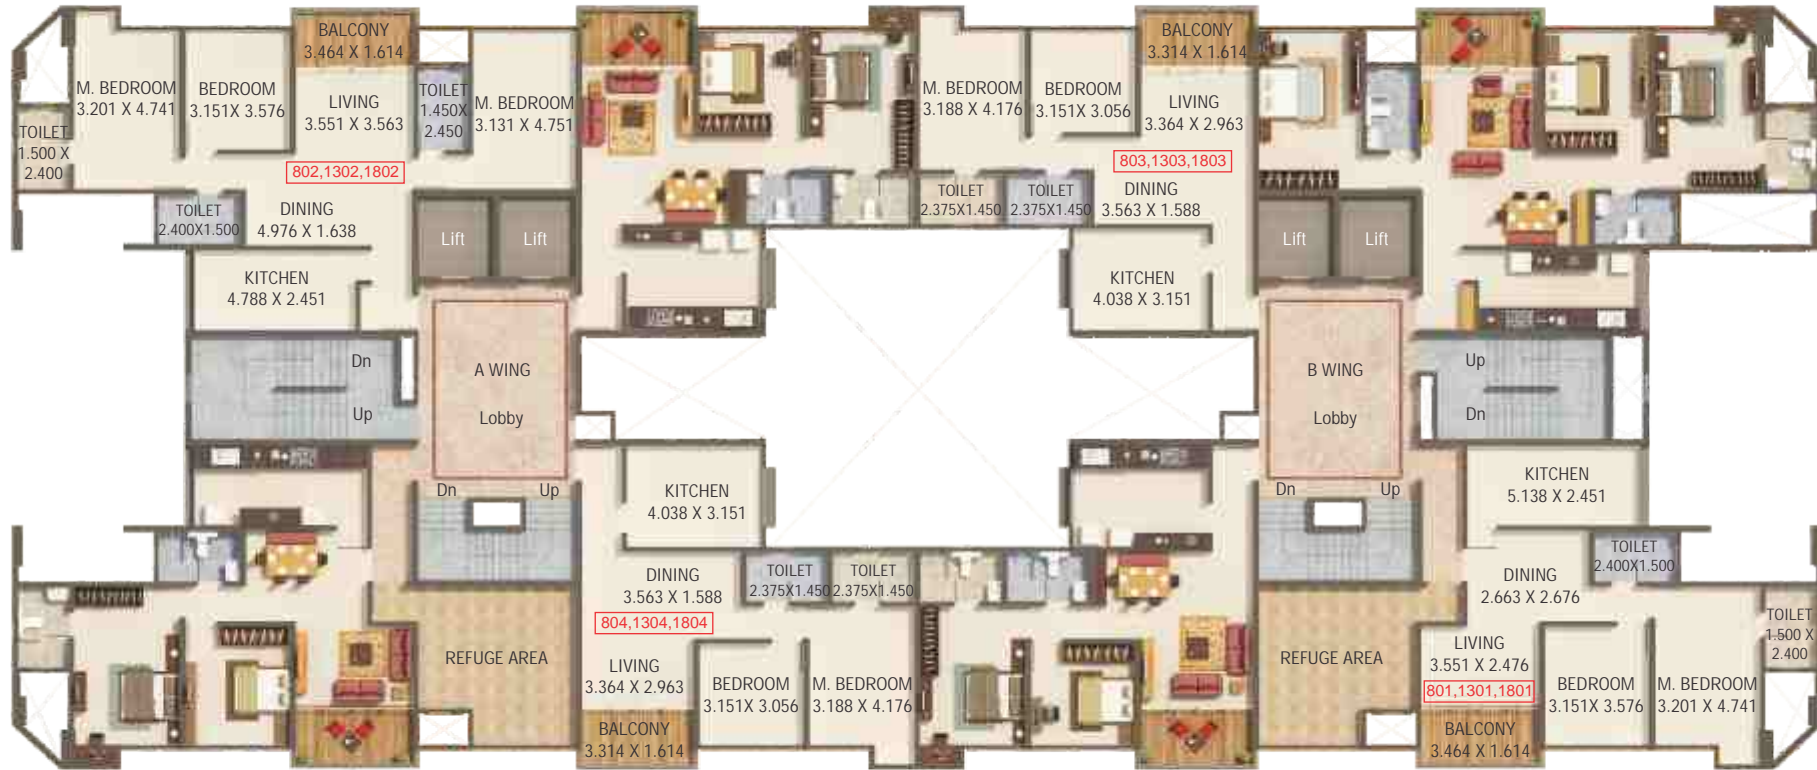 BALCONY
3.464 X 1.614
M. BEDROOM
3.201 X 4.741
BEDROOM
3.151X 3.576
LIVING
3.551 X 3.563
TOILET
1.450X
2.450
M. BEDROOM
3.131 X 4.751
TOILET
1.500 X
2.400
802,1302,1802
TOILET
2.400X1.500
DINING
4.976 X 1.638
KITCHEN
4.788 X 2.451
Lift
Lift
BALCONY
3.314 X 1.614
M. BEDROOM
3.188 X 4.176
BEDROOM
3.151X 3.056
LIVING
3.364 X 2.963
803,1303,1803
TOILET
2.375X1.450
TOILET
2.375X1.450
DINING
3.563 X 1.588
KITCHEN
4.038 X 3.151
Lift
Lift
Dn
Up
A WING
Lobby
Dn
Up
B WING
Lobby
Up
Dn
Dn
Up
KITCHEN
4.038 X 3.151
DINING
3.563 X 1.588
TOILET
2.375X1.450
TOILET
2.375X1.450
804,1304,1804
REFUGE AREA
LIVING
3.364 X 2.963
BEDROOM
3.151X 3.056
M. BEDROOM
3.188 X 4.176
BALCONY
3.314 X 1.614
KITCHEN
5.138 X 2.451
TOILET
2.400X1.500
DINING
2.663 X 2.676
TOILET
1.500 X
2.400
REFUGE AREA
LIVING
3.551 X 2.476
801,1301,1801
BEDROOM
3.151X 3.576
M. BEDROOM
3.201 X 4.741
BALCONY
3.464 X 1.614